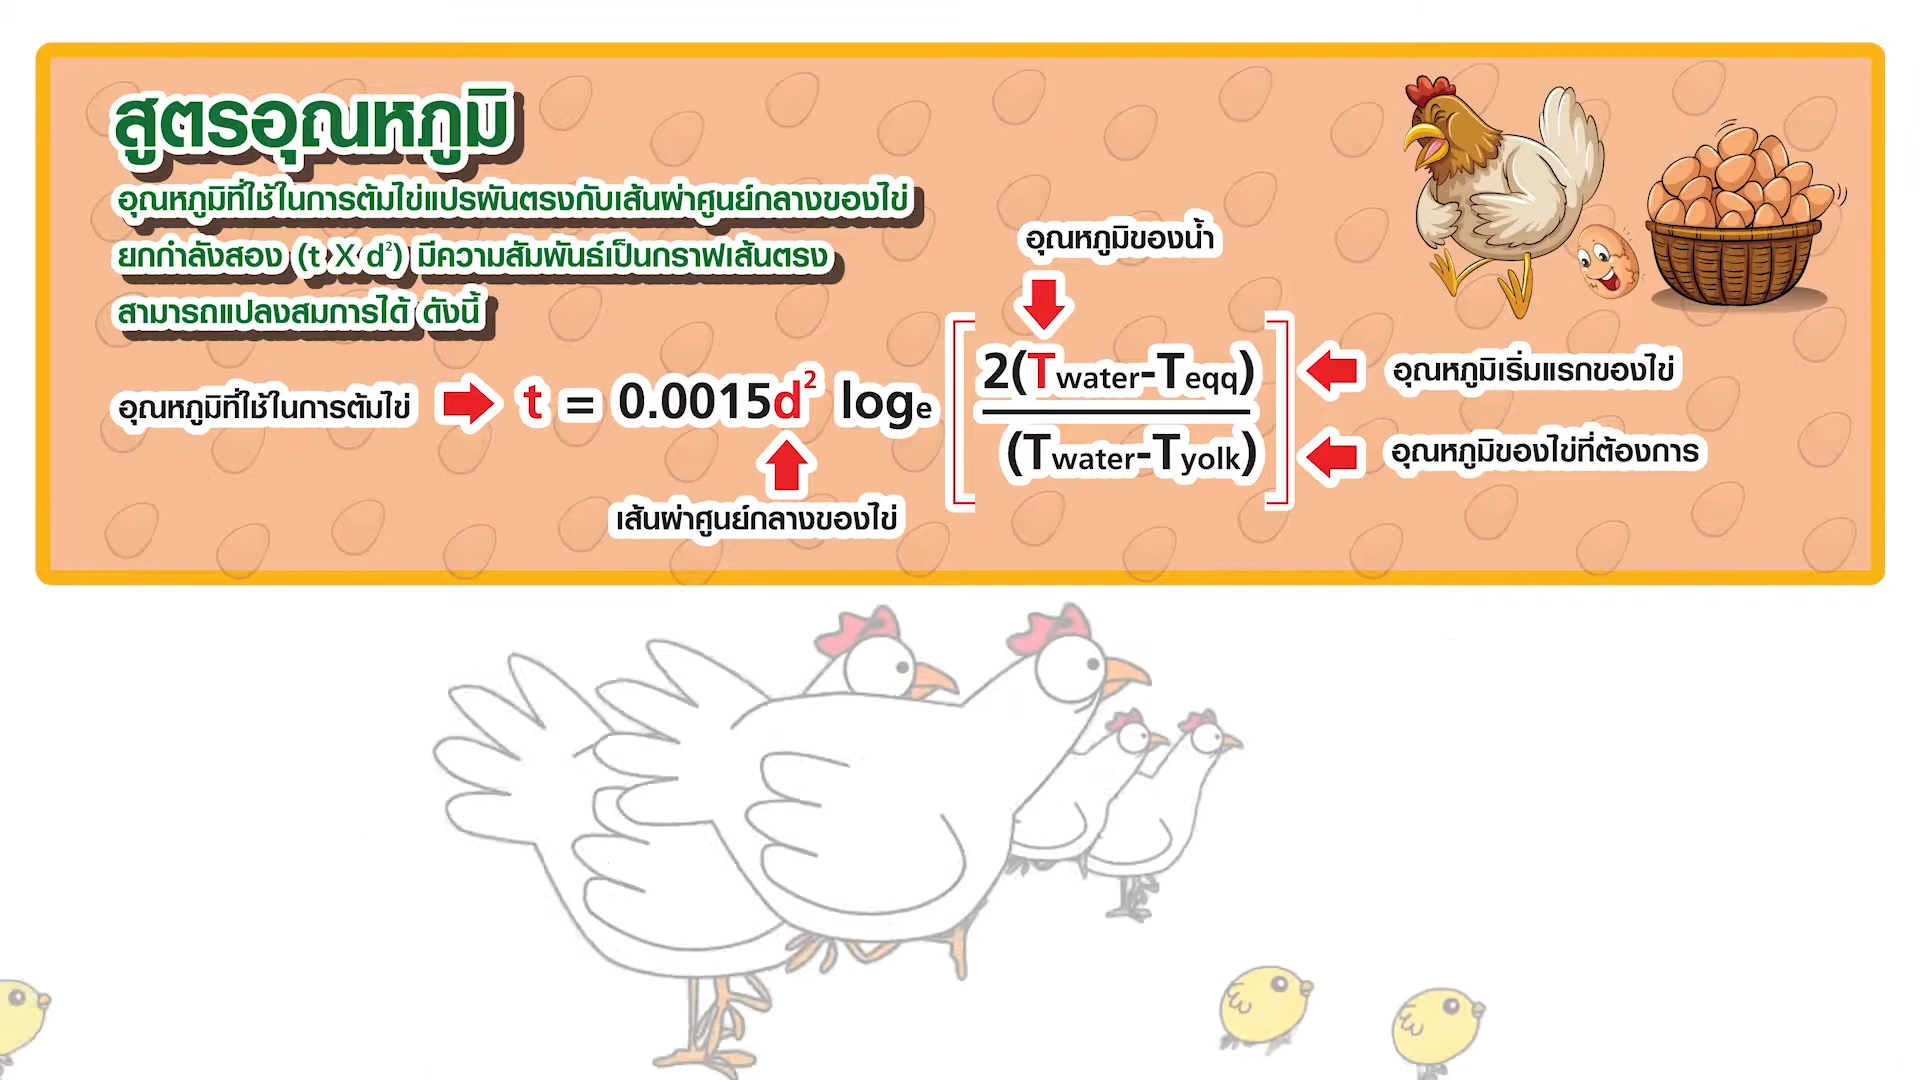 สูตรอุณหภูมิ
อุณหภูมิที่ใช้ในการต้มไข่แปรผันตรงกับเส้นผ่าศูนย์กลางของไข่
ยกกำลังสอง (t X d²) มีความสัมพันธ์เป็นกราฟเส้นตรง
สามารถแปลงสมการได้ ดังนี้
อุณหภูมิของน้ำ
อุณหภูมิที่ใช้ในการต้มไข่
t = 0.0015d² logₑ
2(Twater-Teqq)
(Twater-Tyolk)
อุณหภูมิเริ่มแรกของไข่
อุณหภูมิของไข่ที่ต้องการ
เส้นผ่าศูนย์กลางของไข่